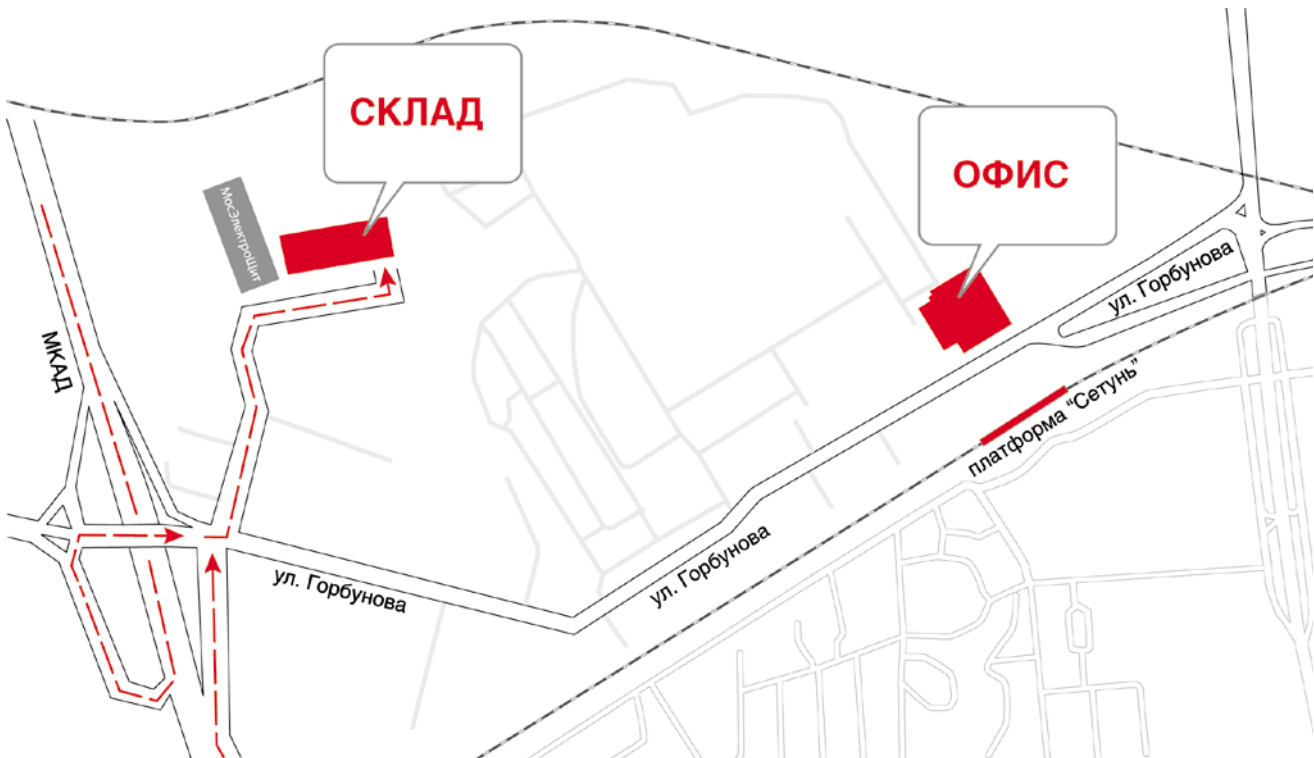 СКЛАД
ОФИС
МосЭлектроЩит
ул. Горбунова
МКАД
платформа "Сетунь"
ул. Горбунова
ул. Горбунова